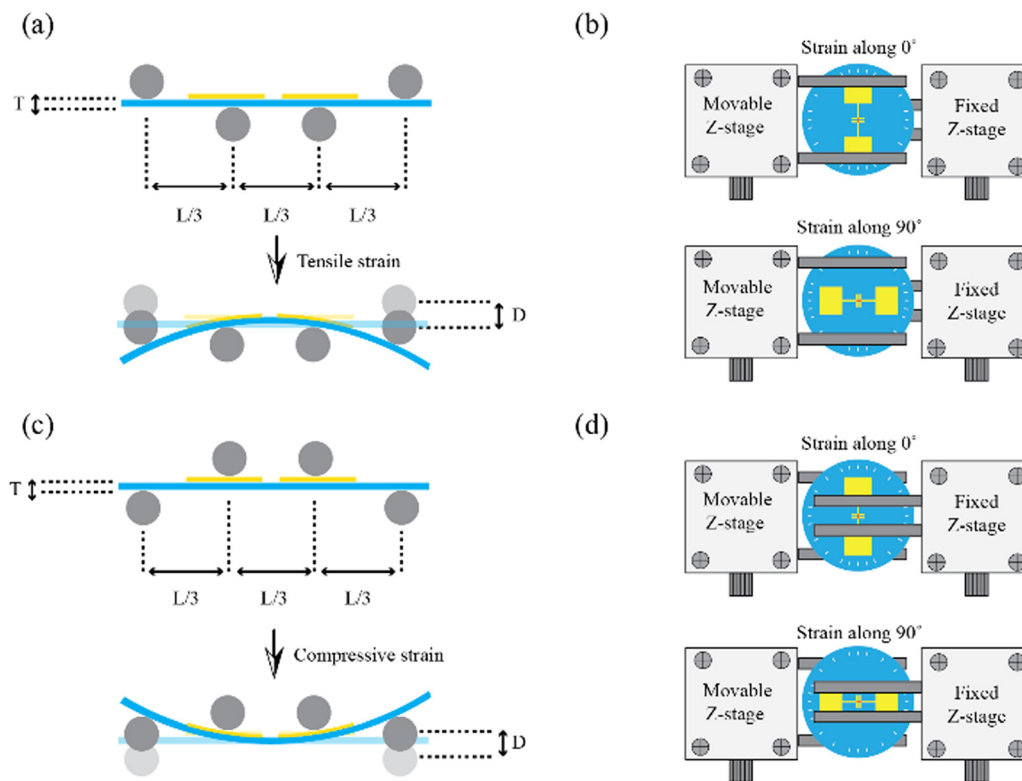 (a)
T
L/3
L/3
L/3
Tensile strain
D
(b)
Strain along 0°
Movable
Z-stage
Fixed
Z-stage
Strain along 90°
Movable
Z-stage
Fixed
Z-stage
(c)
T
L/3
L/3
L/3
Compressive strain
D
(d)
Strain along 0°
Movable
Z-stage
Fixed
Z-stage
Strain along 90°
Movable
Z-stage
Fixed
Z-stage